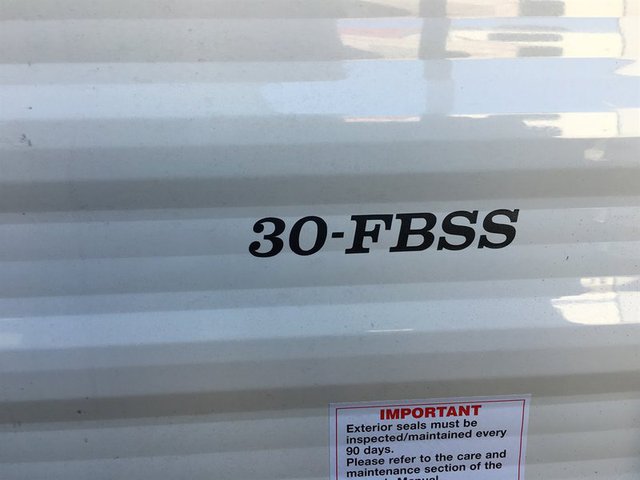 30-FBSS
IMPORTANT
Exterior seals must be
inspected/maintained every
90 days.
Please refer to the care and
maintenance section of the
Manual